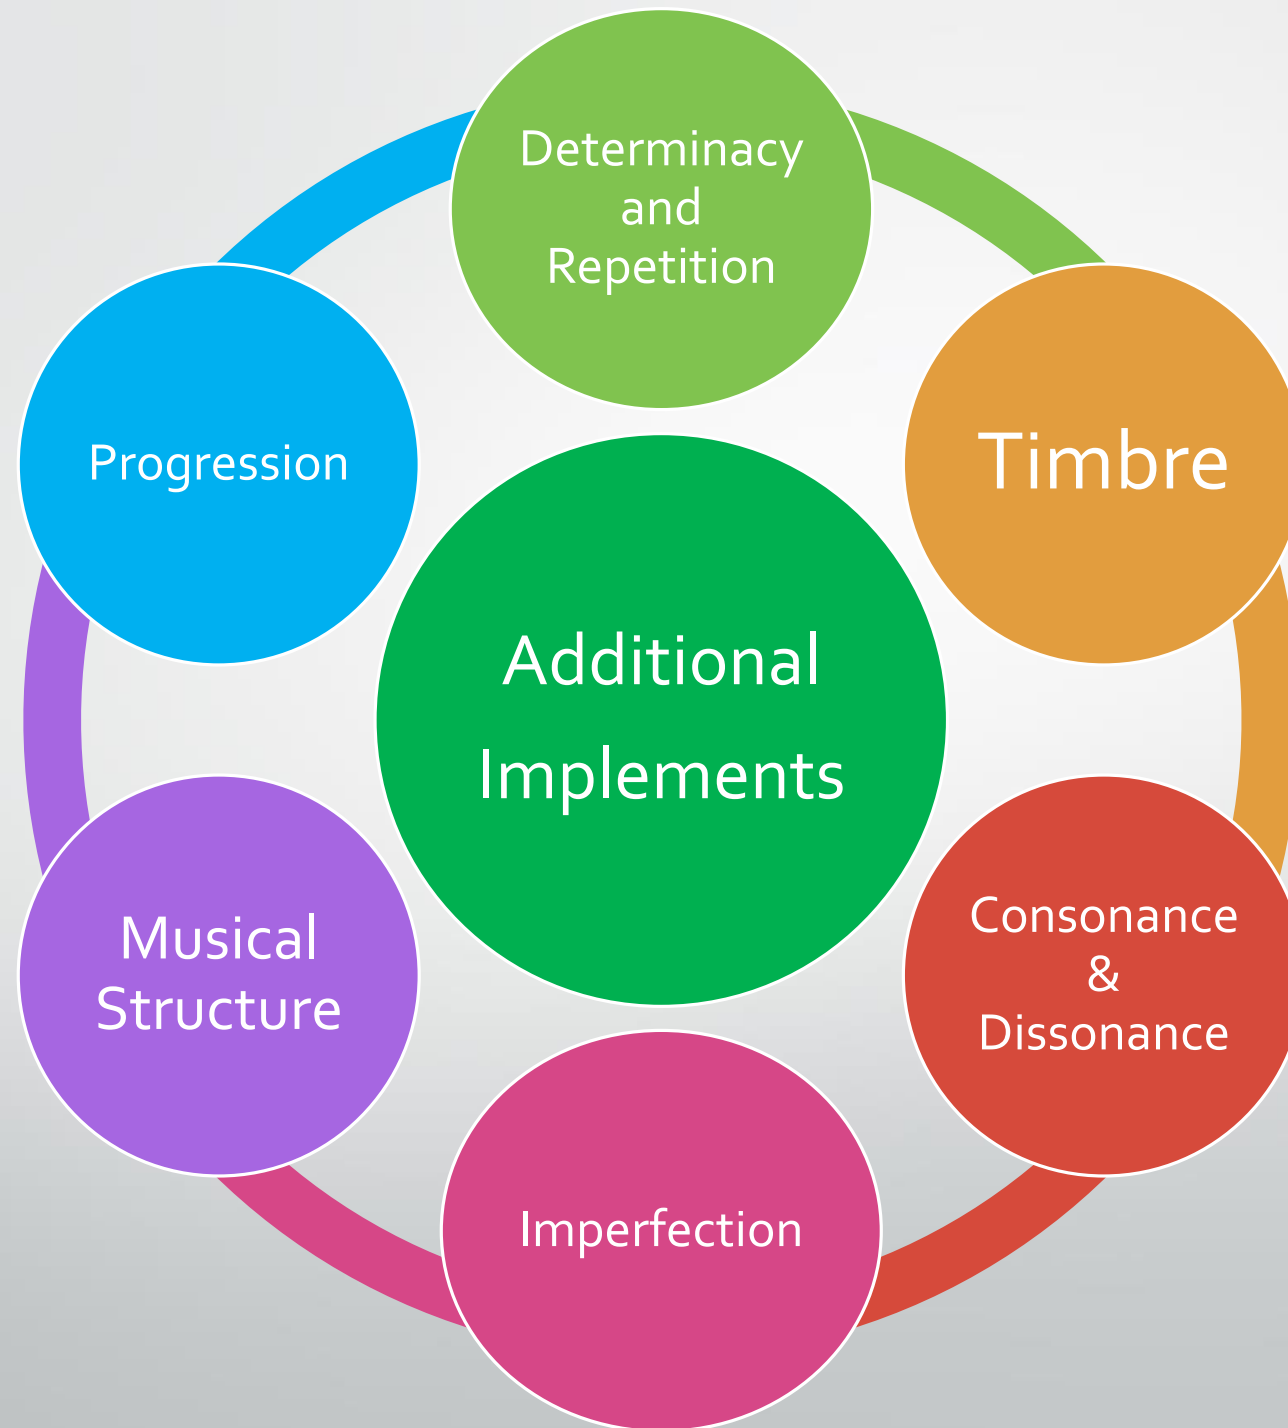 Determinacy
and
Repetition
Timbre
Consonance
&
Dissonance
Imperfection
Musical
Structure
Progression
Additional
Implements